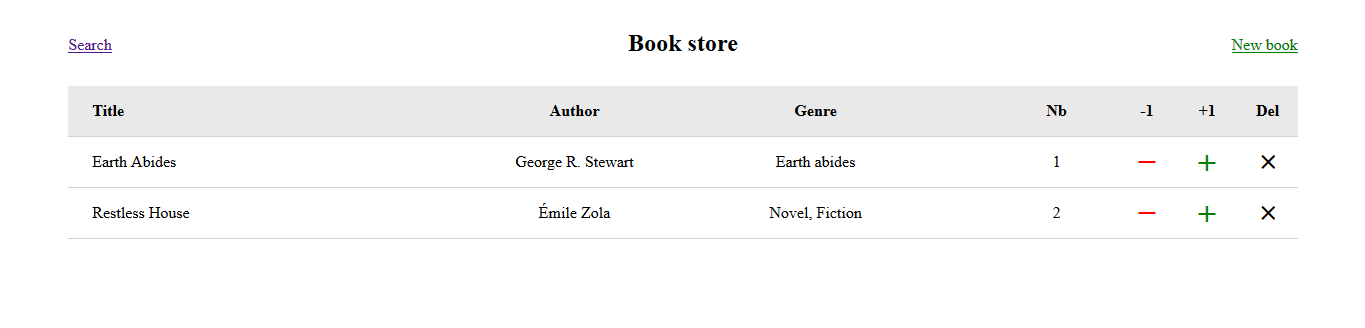 Search Book store New book
Title Author Genre Nb -1 +1 Del
Earth Abides George R. Stewart Earth abides 1 − + ×
Restless House Émile Zola Novel, Fiction 2 − + ×